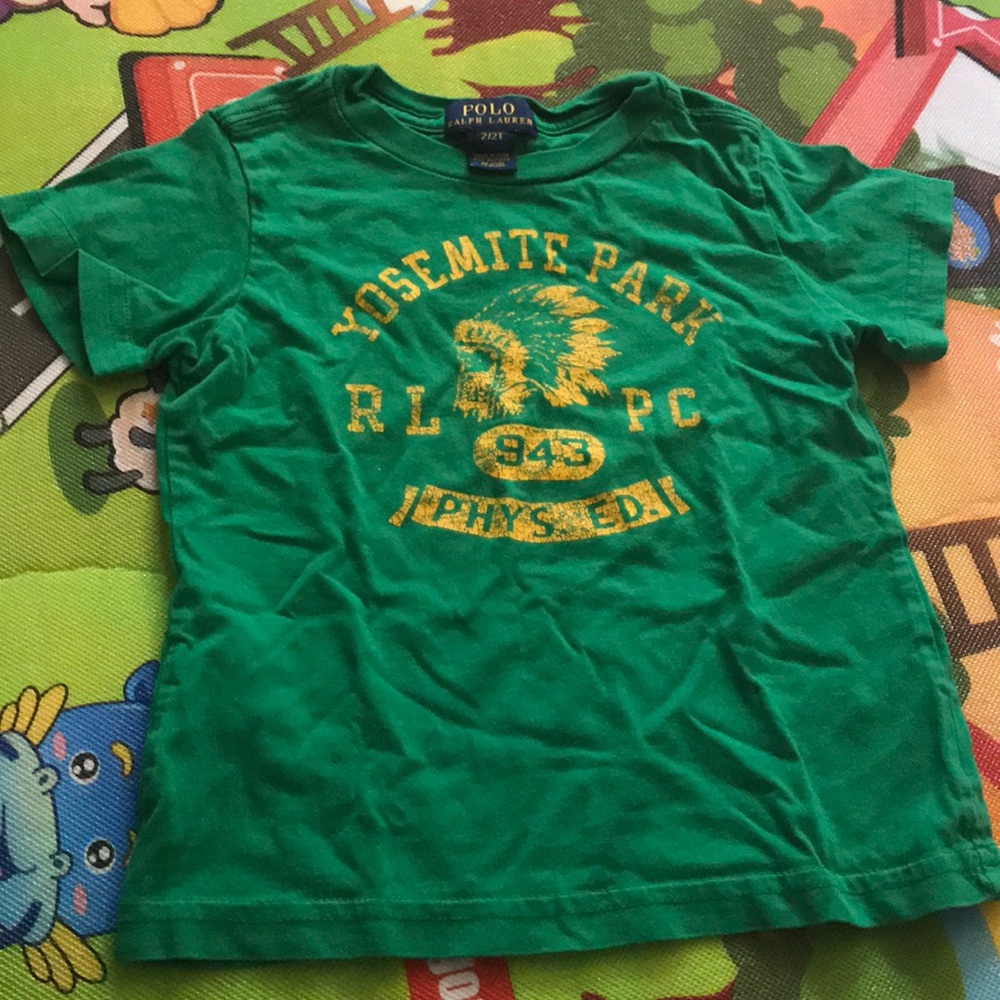 POLO
RALPH LAUREN
2/2T
YOSEMITE PARK
RL PC
943
PHYS. ED.